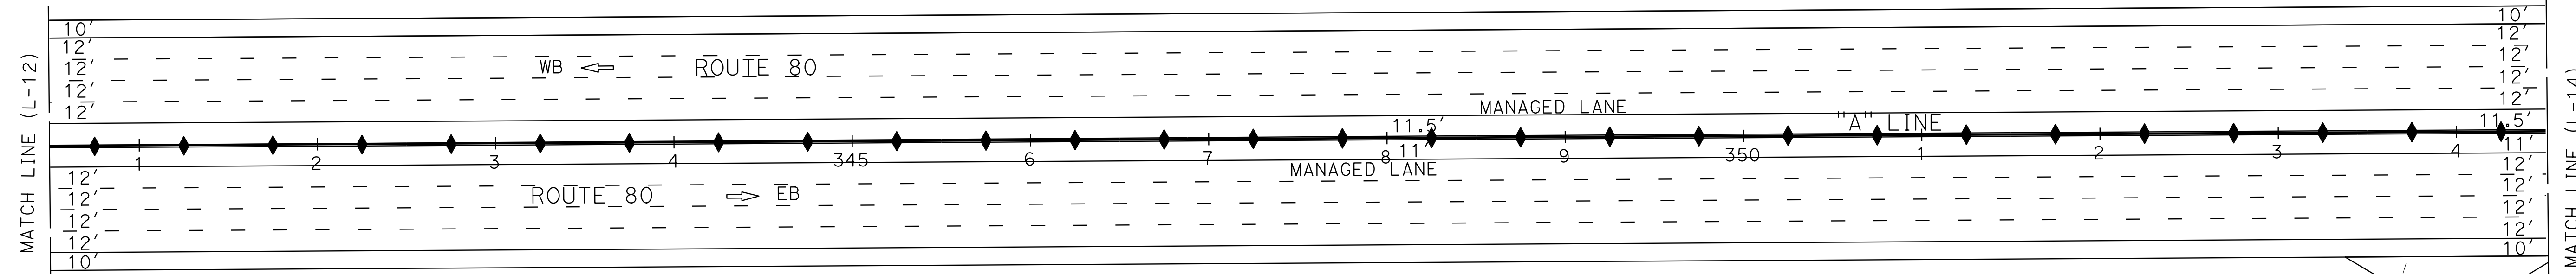 MATCH LINE (L-12)
10' 10'
12' 12'
12' WB ROUTE 80 12'
12' 12'
12' MANAGED LANE 12'
11.5' "A" LINE 11.5'
1 2 3 4 345 6 7 8 11' 9 350 1 2 3 4 11'
MANAGED LANE
12' 12'
12' ROUTE 80 EB 12'
12' 12'
12' 12'
10' 10'
MATCH LINE (L-14)